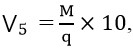 V₅ = м/q × 10,